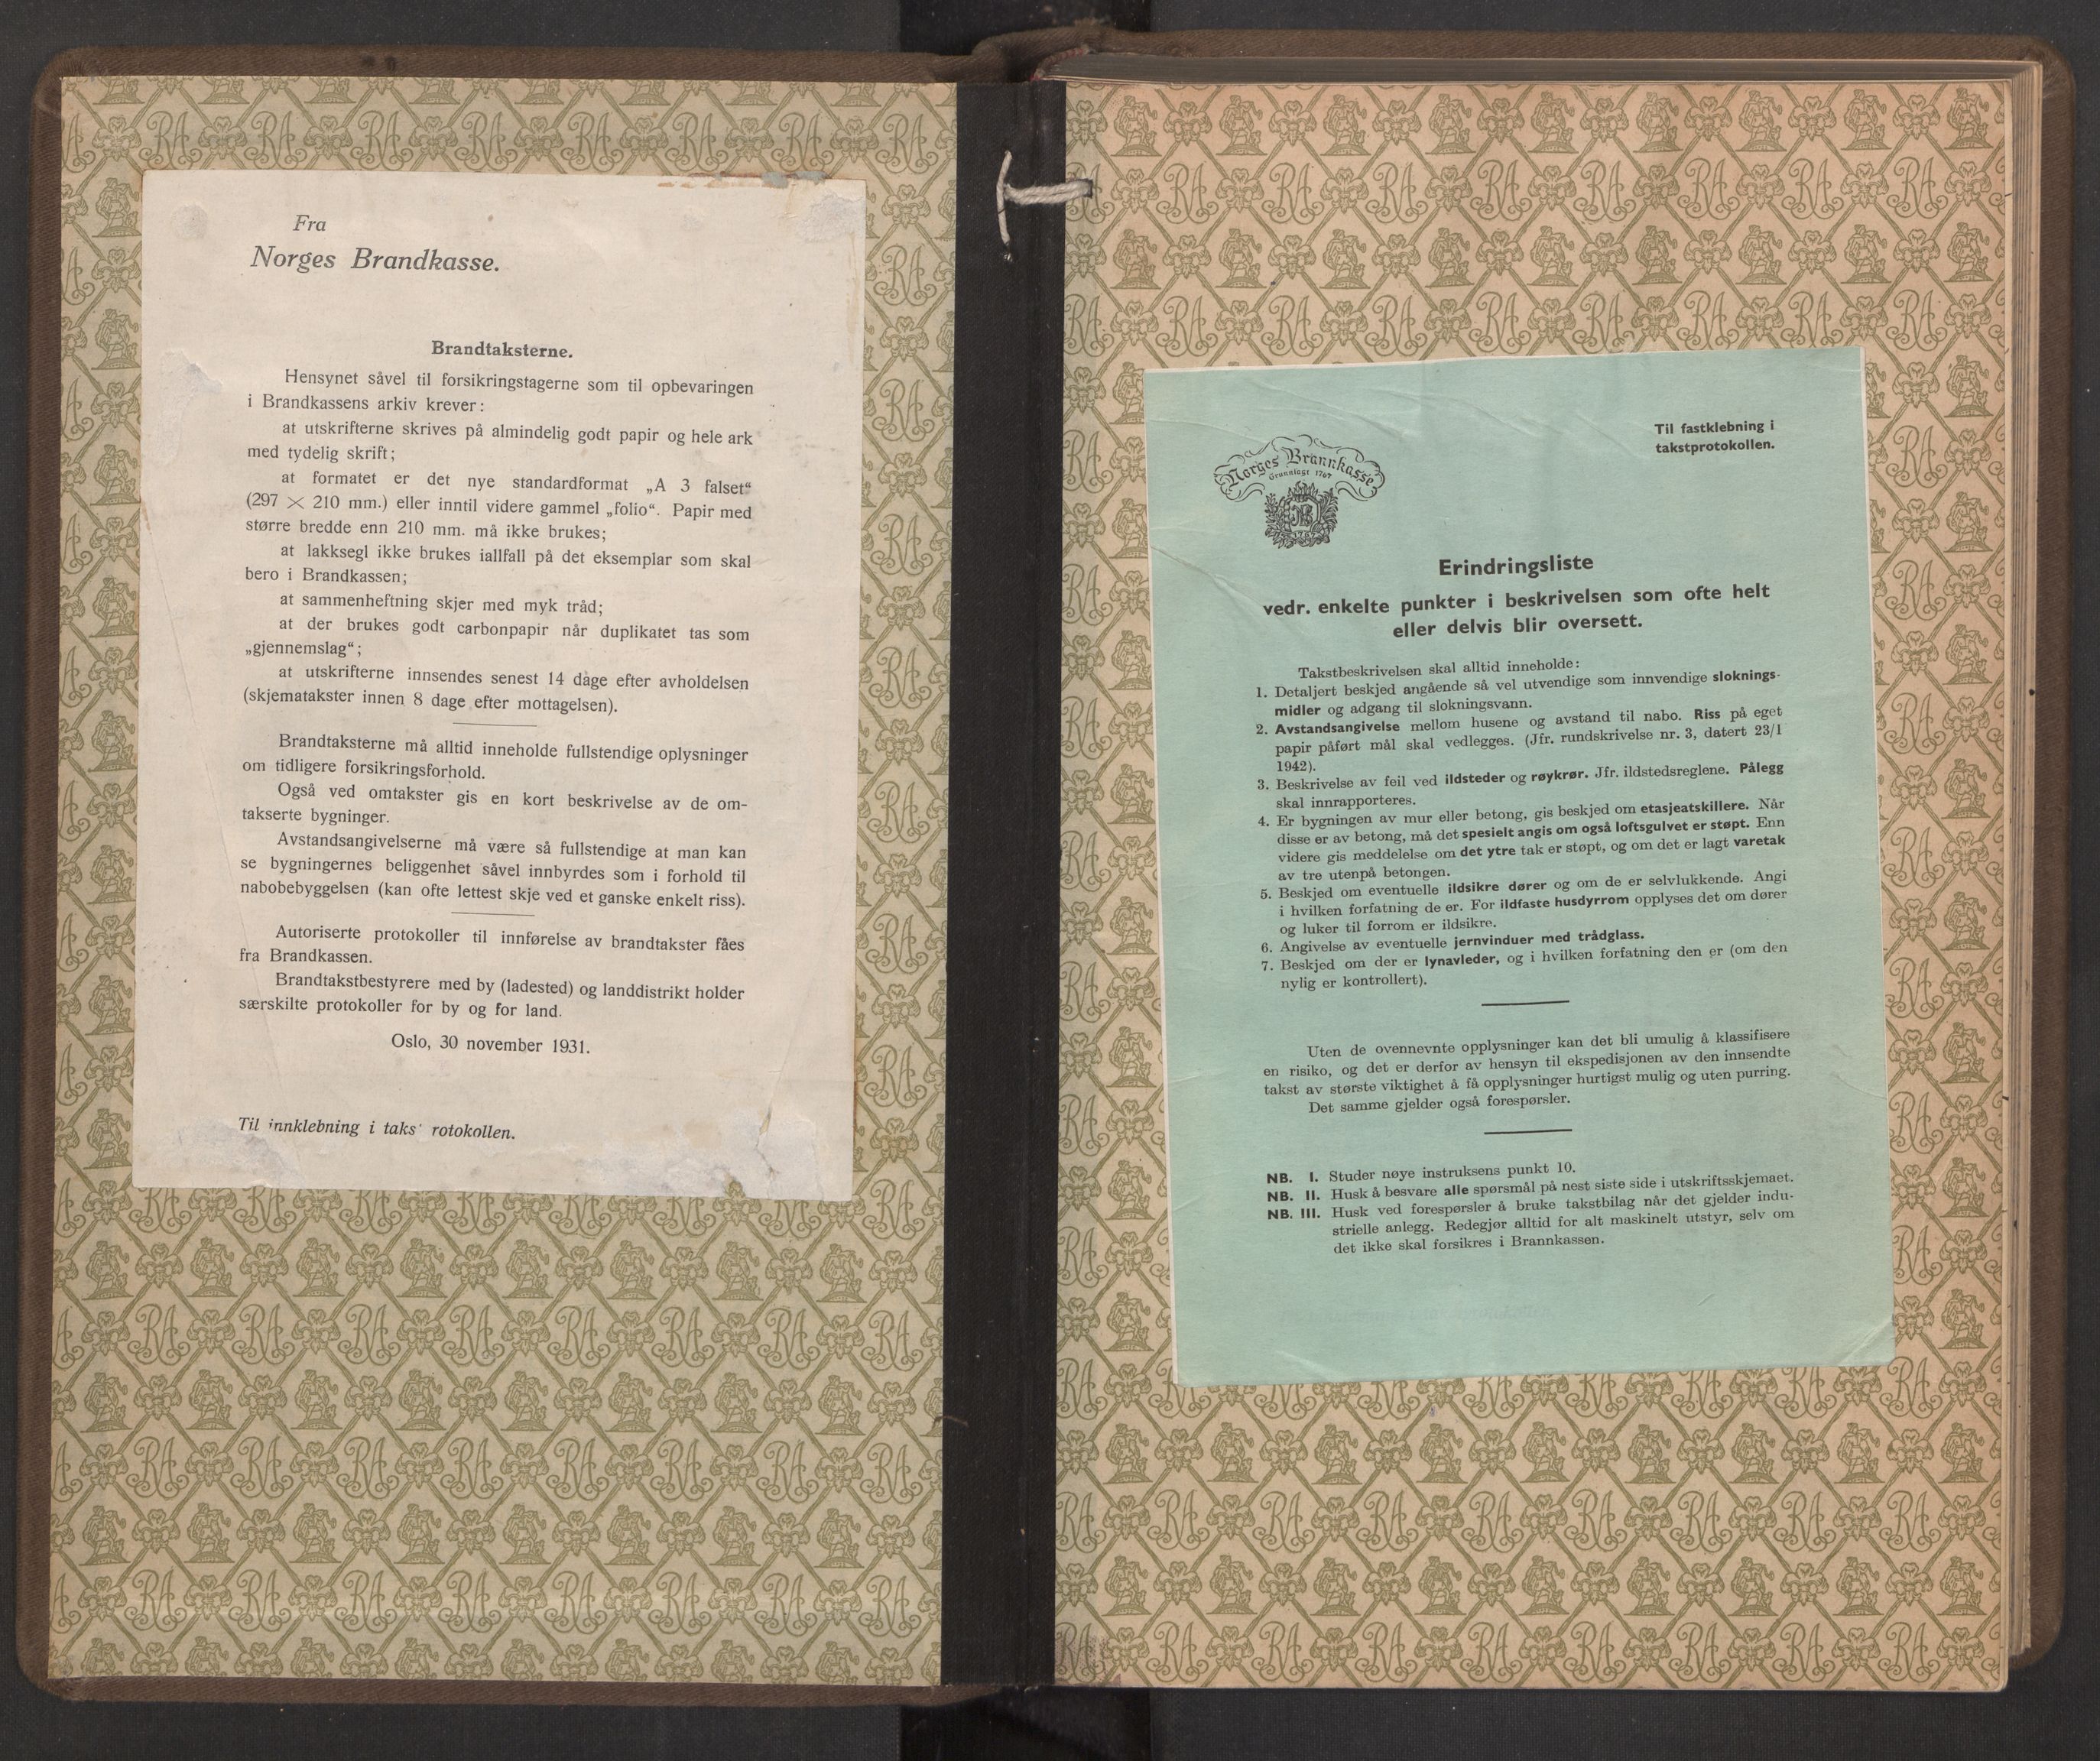 Fra
Norges Brandkasse.
Brandtaksterne.
Hensynet såvel til forsikringstagerne som til opbevaringen
i Brandkassens arkiv krever:
at utskrifterne skrives på almindelig godt papir og hele ark
med tydelig skrift;
at formatet er det nye standardformat „A 3 falset“
(297 × 210 mm.) eller inntil videre gammel „folio“. Papir med
større bredde enn 210 mm. må ikke brukes;
at lakksegl ikke brukes iallfall på det eksemplar som skal
bero i Brandkassen;
at sammenheftning skjer med myk tråd;
at der brukes godt carbonpapir når duplikatet tas som
„gjennemslag“;
at utskrifterne innsendes senest 14 dage efter avholdelsen
(skjematakster innen 8 dage efter mottagelsen).
Brandtaksterne må alltid inneholde fullstendige oplysninger
om tidligere forsikringsforhold.
Også ved omtakster gis en kort beskrivelse av de om-
takserte bygninger.
Avstandsangivelserne må være så fullstendige at man kan
se bygningernes beliggenhet såvel innbyrdes som i forhold til
nabobebyggelsen (kan ofte lettest skje ved et ganske enkelt riss).
Autoriserte protokoller til innførelse av brandtakster fåes
fra Brandkassen.
Brandtakstbestyrere med by (ladested) og landdistrikt holder
særskilte protokoller for by og for land.
Oslo, 30 november 1931.
Til innklebning i taks rotokollen.
Til fastklebning i
takstprotokollen.
Norges Brannkasse
Grunnlagt 1767
NB
1767
Erindringsliste
vedr. enkelte punkter i beskrivelsen som ofte helt
eller delvis blir oversett.
Takstbeskrivelsen skal alltid inneholde:
1. Detaljert beskjed angående så vel utvendige som innvendige sloknings-
midler og adgang til slokningsvann.
2. Avstandsangivelse mellom husene og avstand til nabo. Riss på eget
papir påført mål skal vedlegges. (Jfr. rundskrivelse nr. 3, datert 23/1
1942).
3. Beskrivelse av feil ved ildsteder og røykrør. Jfr. ildstedsreglene. Pålegg
skal innrapporteres.
4. Er bygningen av mur eller betong, gis beskjed om etasjeatskillere. Når
disse er av betong, må det spesielt angis om også loftsgulvet er støpt. Enn
videre gis meddelelse om det ytre tak er støpt, og om det er lagt varetak
av tre utenpå betongen.
5. Beskjed om eventuelle ildsikre dører og om de er selvlukkende. Angi
i hvilken forfatning de er. For ildfaste husdyrrom opplyses det om dører
og luker til forrom er ildsikre.
6. Angivelse av eventuelle jernvinduer med trådglass.
7. Beskjed om der er lynavleder, og i hvilken forfatning den er (om den
nylig er kontrollert).
Uten de ovennevnte opplysninger kan det bli umulig å klassifisere
en risiko, og det er derfor av hensyn til ekspedisjonen av den innsendte
takst av største viktighet å få opplysninger hurtigst mulig og uten purring.
Det samme gjelder også forespørsler.
NB. I. Studer nøye instruksens punkt 10.
NB. II. Husk å besvare alle spørsmål på nest siste side i utskriftsskjemaet.
NB. III. Husk ved forespørsler å bruke takstbilag når det gjelder indu-
strielle anlegg. Redegjør alltid for alt maskinelt utstyr, selv om
det ikke skal forsikres i Brannkassen.